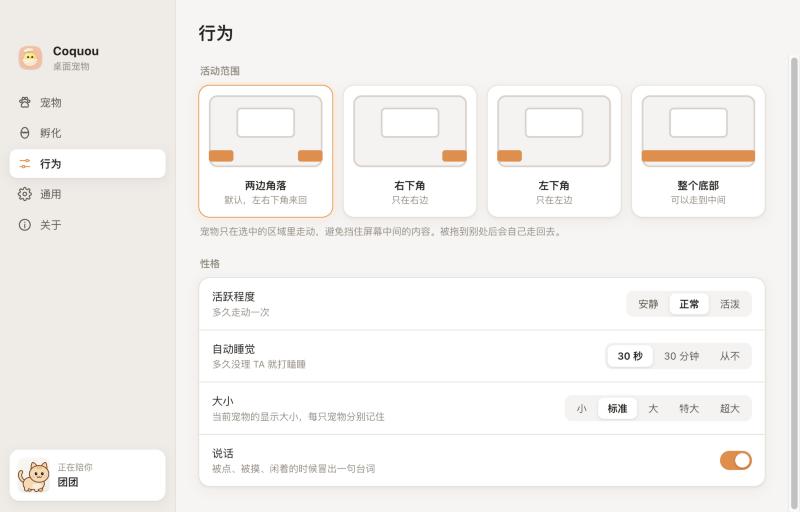 Coquou
桌面宠物
宠物
孵化
行为
通用
关于
正在陪你
团团
行为
活动范围
两边角落
默认，左右下角来回
右下角
只在右边
左下角
只在左边
整个底部
可以走到中间
宠物只在选中的区域里走动，避免挡住屏幕中间的内容。被拖到别处后会自己走回去。
性格
活跃程度
多久走动一次
安静 正常 活泼
自动睡觉
多久没理 TA 就打瞌睡
30 秒 30 分钟 从不
大小
当前宠物的显示大小，每只宠物分别记住
小 标准 大 特大 超大
说话
被点、被摸、闲着的时候冒出一句台词